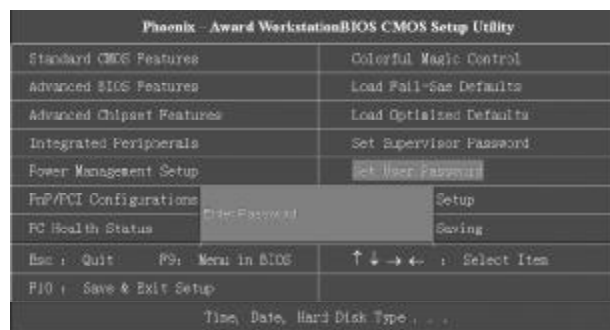 Phoenix – Award WorkstationBIOS CMOS Setup Utility
Standard CMOS Features
Colorful Magic Control
Advanced BIOS Features
Load Fail-Sae Defaults
Advanced Chipset Features
Load Optimized Defaults
Integrated Peripherals
Set Supervisor Password
Power Management Setup
Set User Password
PnP/PCI Configurations
Setup
Enter Password
PC Health Status
Saving
Esc : Quit F9: Menu in BIOS
↑ ↓ → ← : Select Item
F10 : Save & Exit Setup
Time, Date, Hard Disk Type . . .